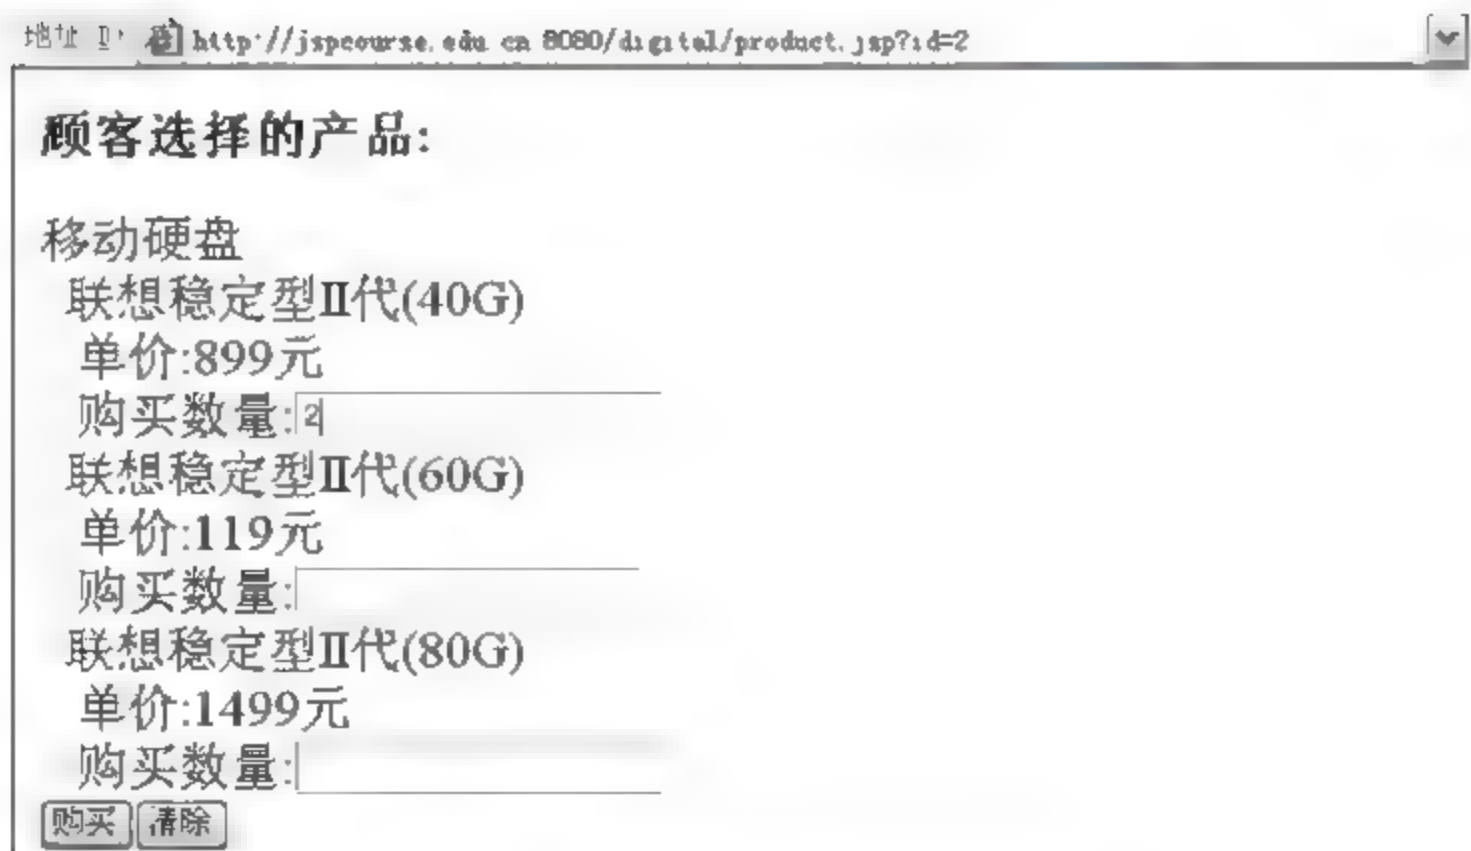 地址 D http://jspcourse.edu.cn:8080/digital/product.jsp?id=2
顾客选择的产品:
移动硬盘
联想稳定型Ⅱ代(40G)
单价:899元
购买数量:2
联想稳定型Ⅱ代(60G)
单价:119元
购买数量:
联想稳定型Ⅱ代(80G)
单价:1499元
购买数量:
购买 清除